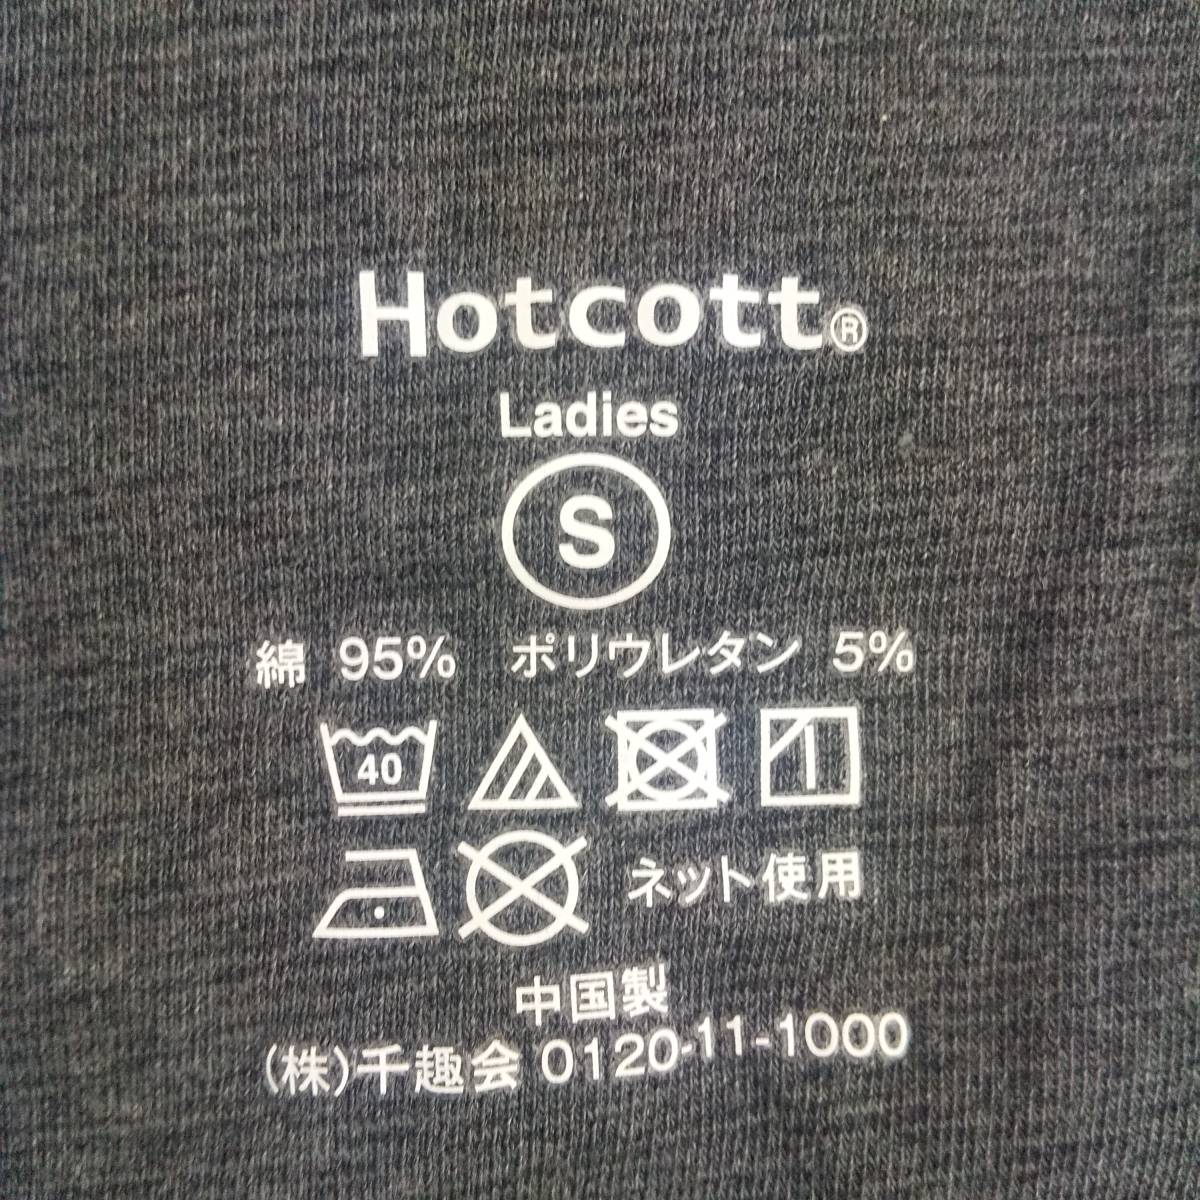 Hotcott®
Ladies
S
綿 95% ポリウレタン 5%
40
ネット使用
中国製
(株)千趣会 0120-11-1000